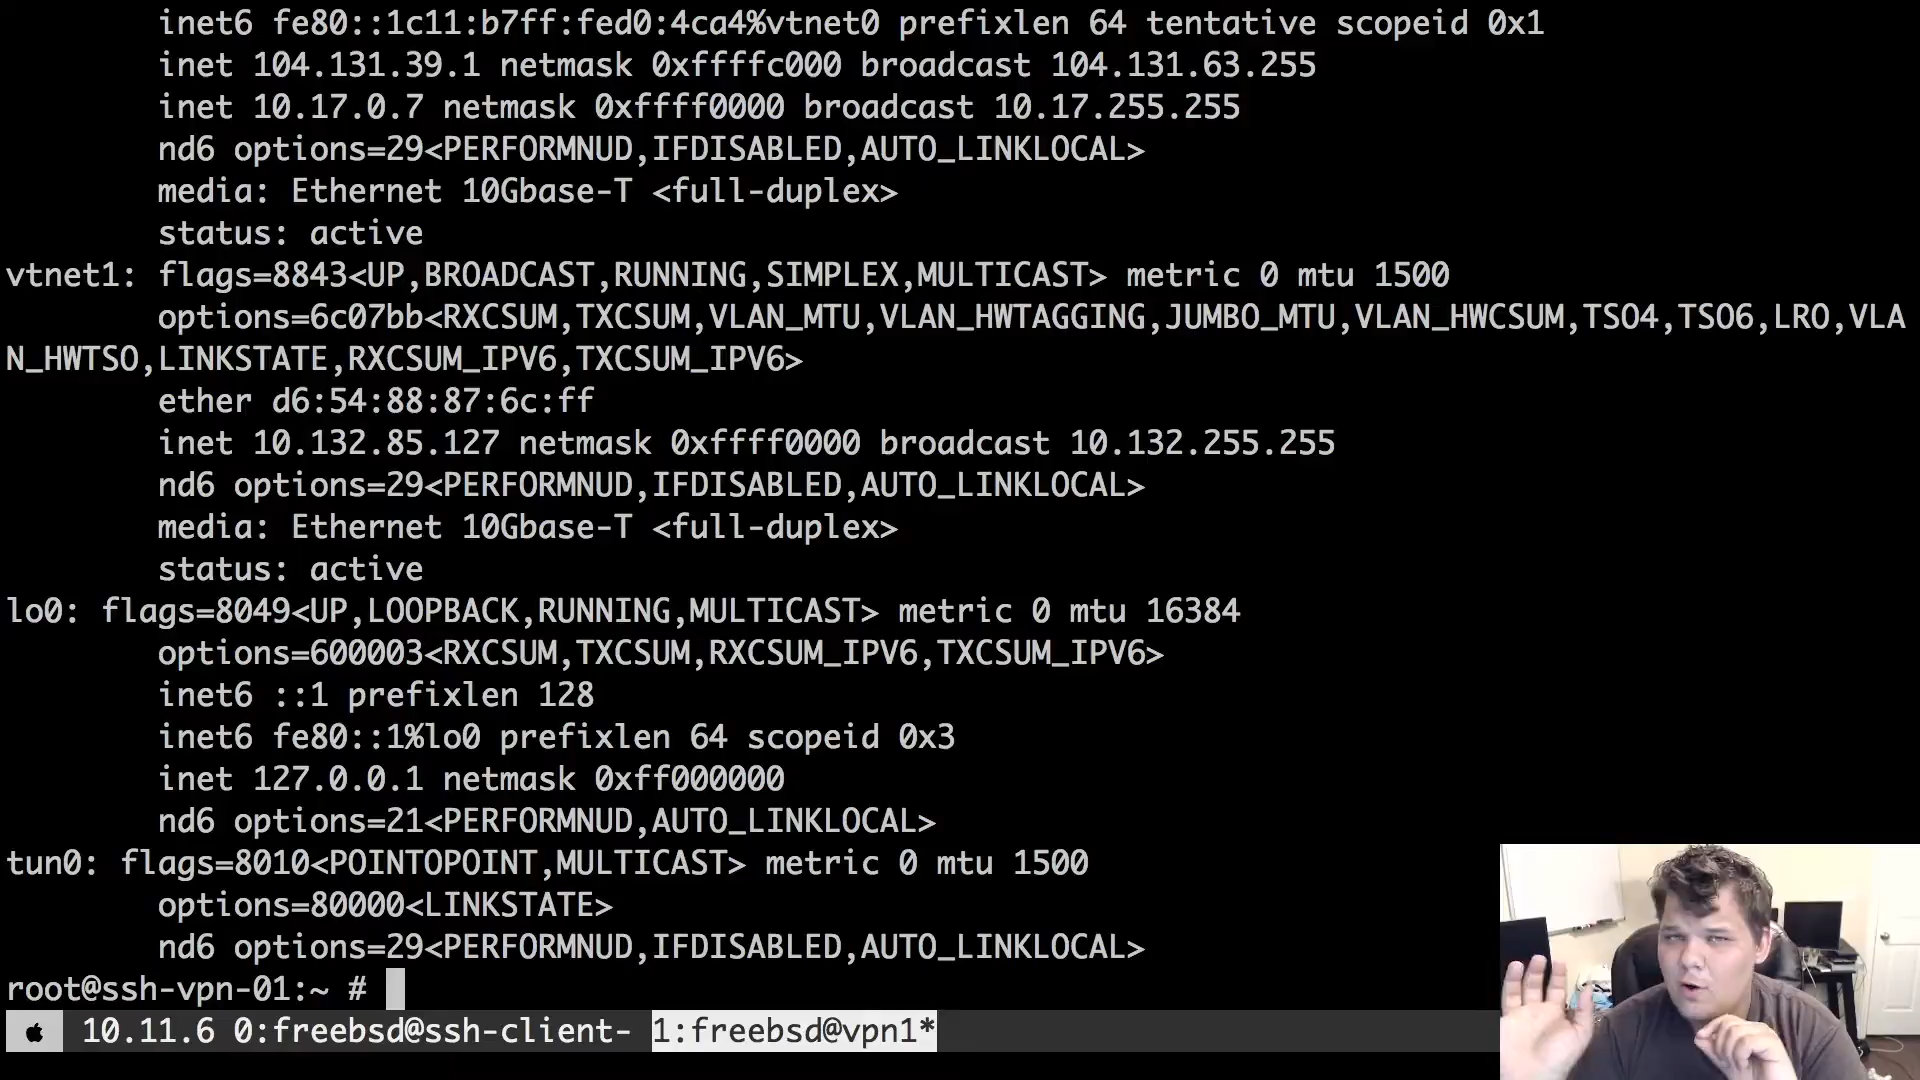 inet6 fe80::1c11:b7ff:fed0:4ca4%vtnet0 prefixlen 64 tentative scopeid 0x1
inet 104.131.39.1 netmask 0xffffc000 broadcast 104.131.63.255
inet 10.17.0.7 netmask 0xffff0000 broadcast 10.17.255.255
nd6 options=29<PERFORMNUD,IFDISABLED,AUTO_LINKLOCAL>
media: Ethernet 10Gbase-T <full-duplex>
status: active
vtnet1: flags=8843<UP,BROADCAST,RUNNING,SIMPLEX,MULTICAST> metric 0 mtu 1500
options=6c07bb<RXCSUM,TXCSUM,VLAN_MTU,VLAN_HWTAGGING,JUMBO_MTU,VLAN_HWCSUM,TSO4,TSO6,LRO,VLA
N_HWTSO,LINKSTATE,RXCSUM_IPV6,TXCSUM_IPV6>
ether d6:54:88:87:6c:ff
inet 10.132.85.127 netmask 0xffff0000 broadcast 10.132.255.255
nd6 options=29<PERFORMNUD,IFDISABLED,AUTO_LINKLOCAL>
media: Ethernet 10Gbase-T <full-duplex>
status: active
lo0: flags=8049<UP,LOOPBACK,RUNNING,MULTICAST> metric 0 mtu 16384
options=600003<RXCSUM,TXCSUM,RXCSUM_IPV6,TXCSUM_IPV6>
inet6 ::1 prefixlen 128
inet6 fe80::1%lo0 prefixlen 64 scopeid 0x3
inet 127.0.0.1 netmask 0xff000000
nd6 options=21<PERFORMNUD,AUTO_LINKLOCAL>
tun0: flags=8010<POINTOPOINT,MULTICAST> metric 0 mtu 1500
options=80000<LINKSTATE>
nd6 options=29<PERFORMNUD,IFDISABLED,AUTO_LINKLOCAL>
root@ssh-vpn-01:~ #
10.11.6 0:freebsd@ssh-client- 1:freebsd@vpn1*